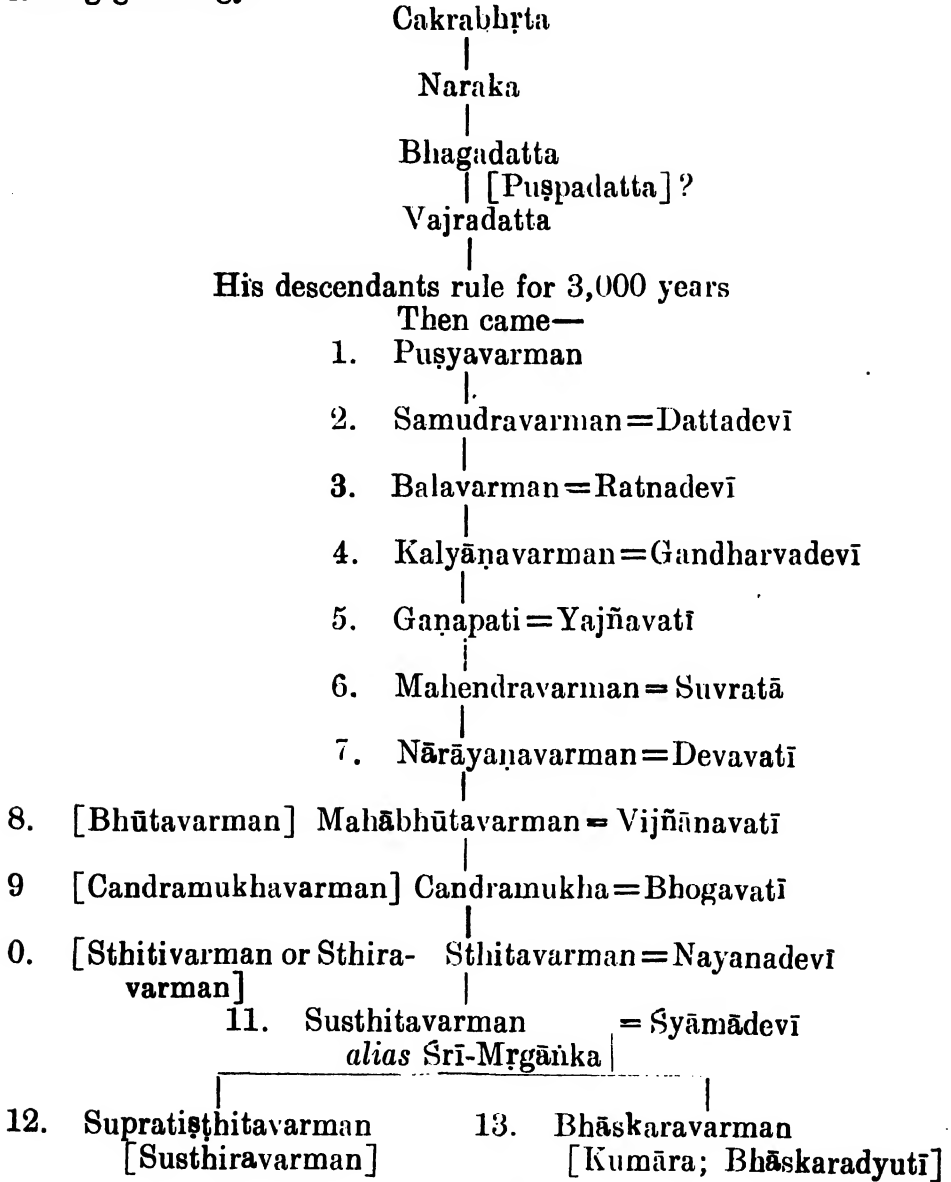 Cakrabhṛta
Naraka
Bhagadatta
[Puṣpadatta] ?
Vajradatta
His descendants rule for 3,000 years
Then came—
1. Puṣyavarman
2. Samudravarman=Dattadevī
3. Balavarman=Ratnadevī
4. Kalyāṇavarman=Gandharvadevī
5. Gaṇapati=Yajñavatī
6. Mahendravarman=Suvratā
7. Nārāyaṇavarman=Devavatī
8. [Bhūtavarman] Mahābhūtavarman=Vijñānavatī
9 [Candramukhavarman] Candramukha=Bhogavatī
0. [Sthitivarman or Sthira- Sthitavarman=Nayanadevī
varman]
11. Susthitavarman =Śyāmādevī
alias Śrī-Mṛgāṅka
12. Supratiṣṭhitavarman 13. Bhāskaravarman
[Susthiravarman] [Kumāra; Bhāskaradyutī]